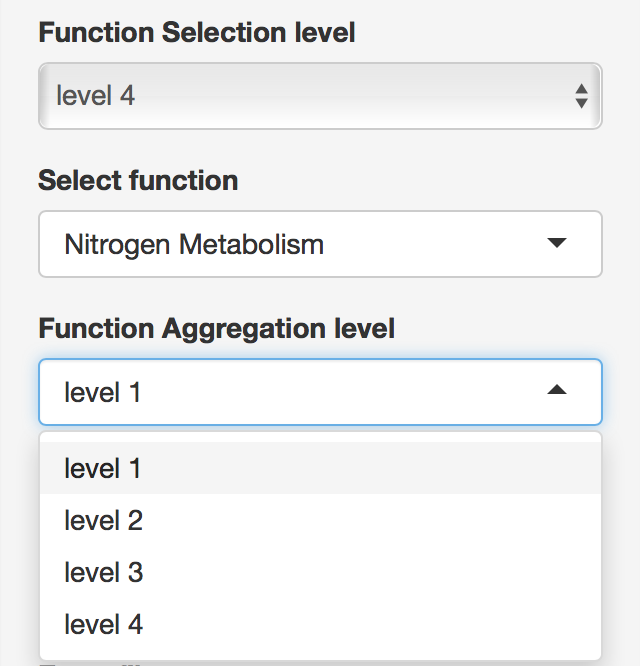 Function Selection level
level 4
Select function
Nitrogen Metabolism
Function Aggregation level
level 1
level 1
level 2
level 3
level 4